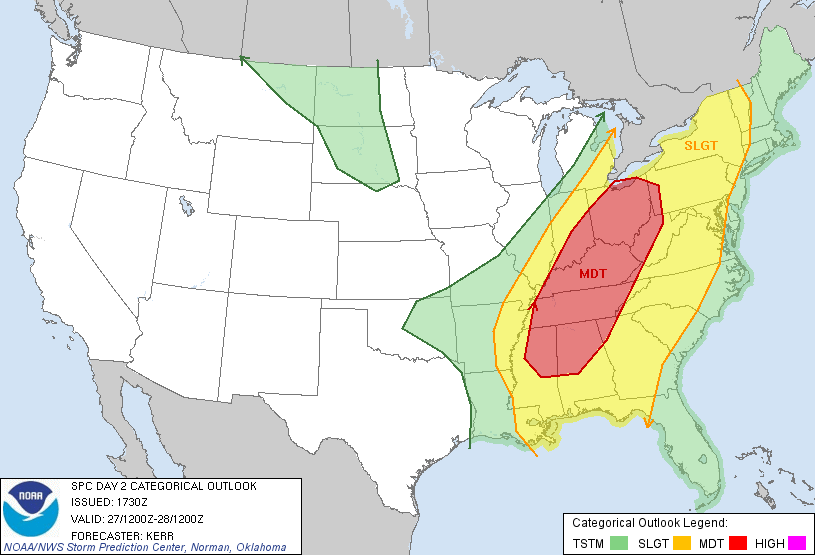 SLGT
MDT
NOAA
SPC DAY 2 CATEGORICAL OUTLOOK
ISSUED: 1730Z
VALID: 27/1200Z-28/1200Z
FORECASTER: KERR
NOAA/NWS Storm Prediction Center, Norman, Oklahoma
Categorical Outlook Legend:
TSTM SLGT MDT HIGH